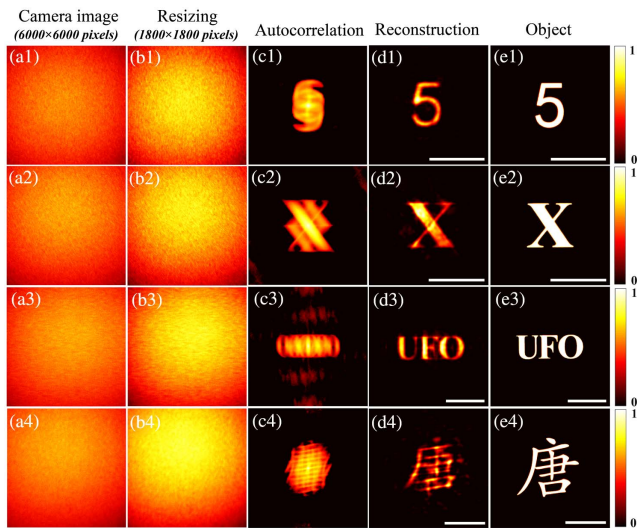 Camera image Resizing Autocorrelation Reconstruction Object
(6000×6000 pixels) (1800×1800 pixels)
(a1) (b1) (c1) (d1) (e1) 1
5 5
0
(a2) (b2) (c2) (d2) (e2) 1
X X X
0
(a3) (b3) (c3) (d3) (e3) 1
UFO UFO
0
(a4) (b4) (c4) (d4) (e4) 1
唐 唐
0